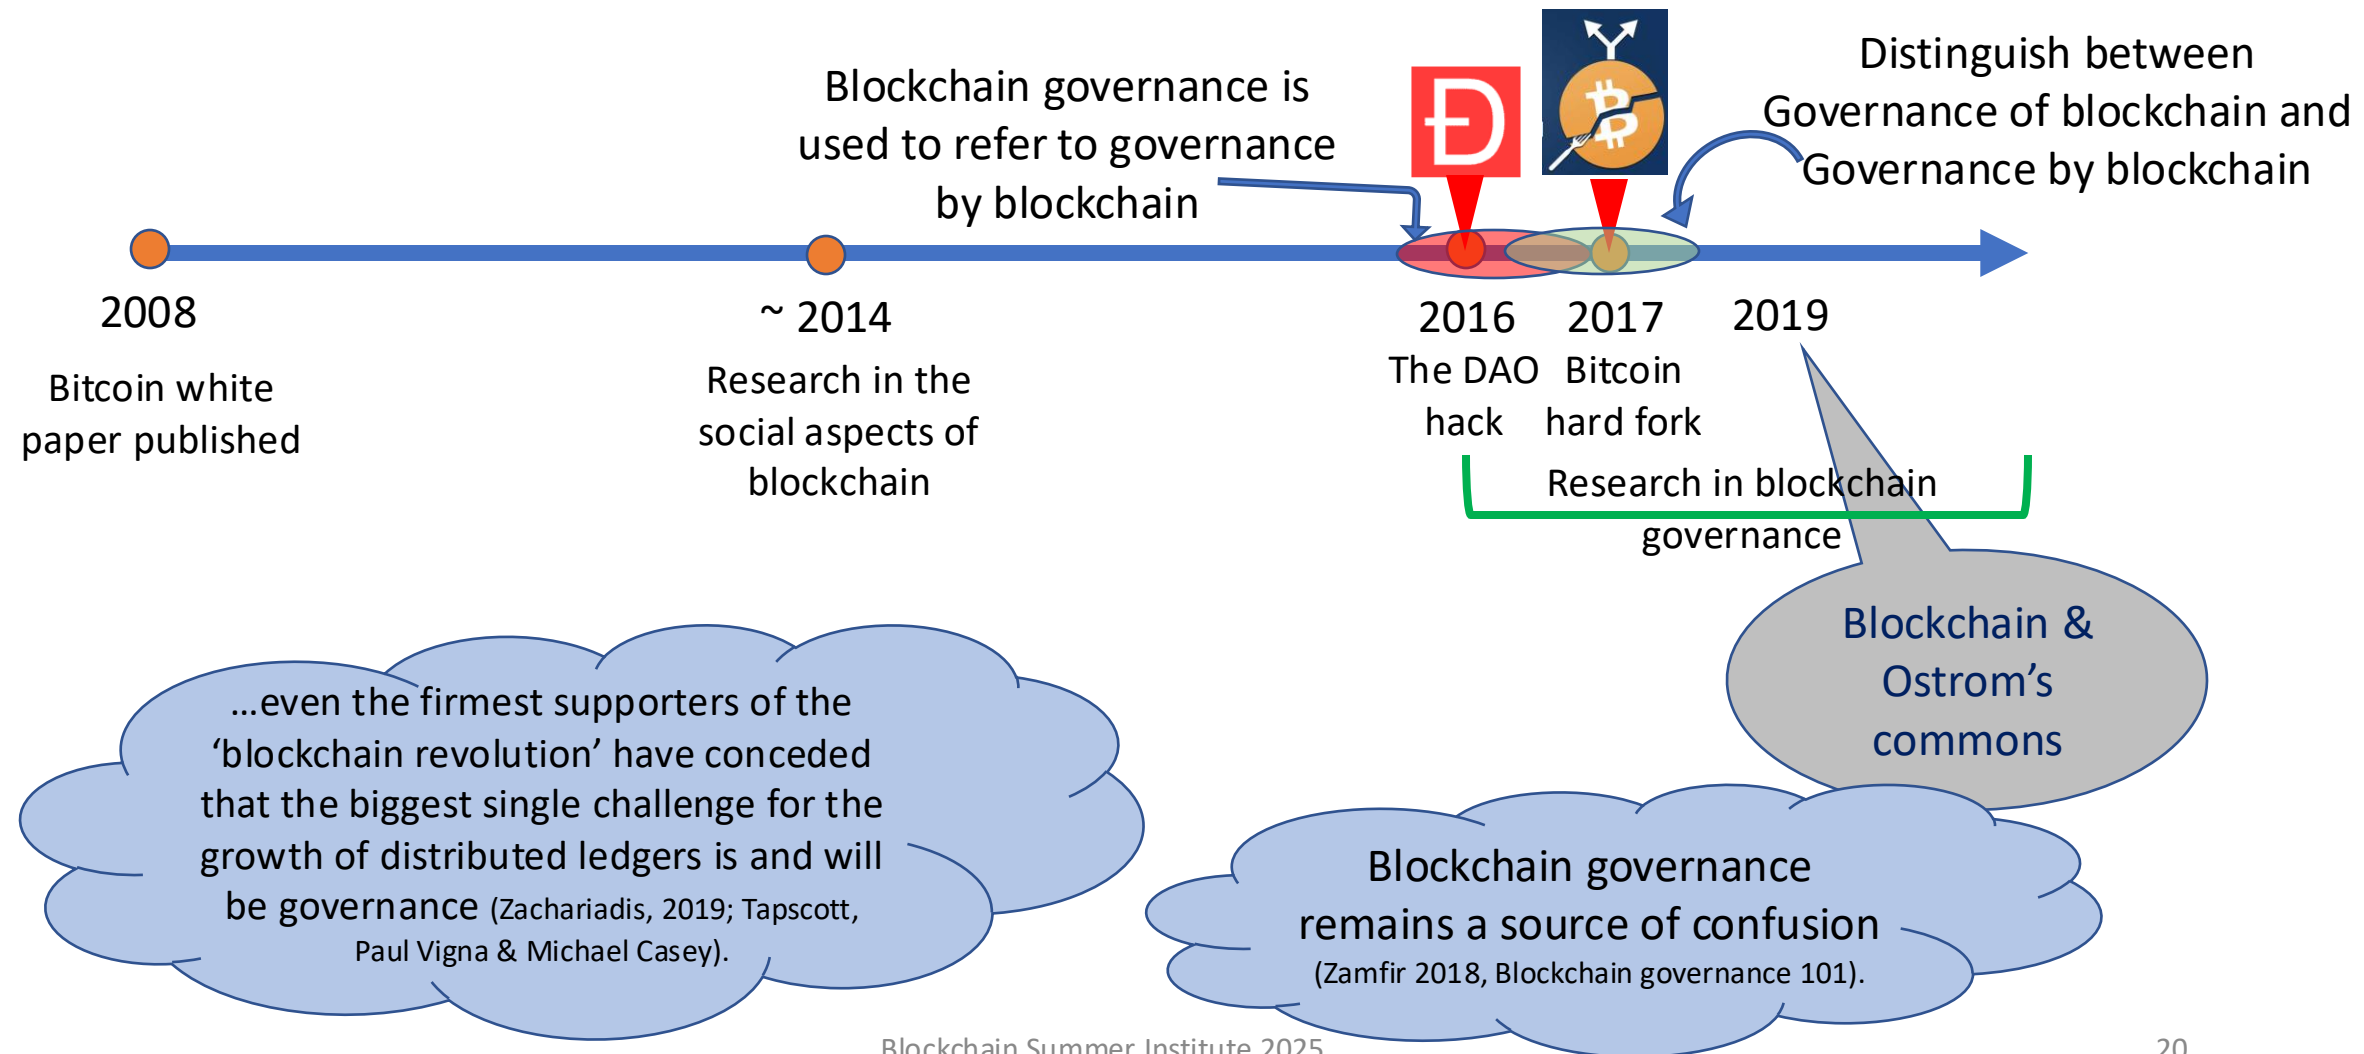 Blockchain governance is
used to refer to governance
by blockchain
Đ
Distinguish between
Governance of blockchain and
Governance by blockchain
2008
Bitcoin white
paper published
~ 2014
Research in the
social aspects of
blockchain
2016
The DAO
hack
2017
Bitcoin
hard fork
2019
Research in blockchain
governance
Blockchain &
Ostrom’s
commons
…even the firmest supporters of the
‘blockchain revolution’ have conceded
that the biggest single challenge for the
growth of distributed ledgers is and will
be governance (Zachariadis, 2019; Tapscott,
Paul Vigna & Michael Casey).
Blockchain governance
remains a source of confusion
(Zamfir 2018, Blockchain governance 101).
Blockchain Summer Institute 2025
20